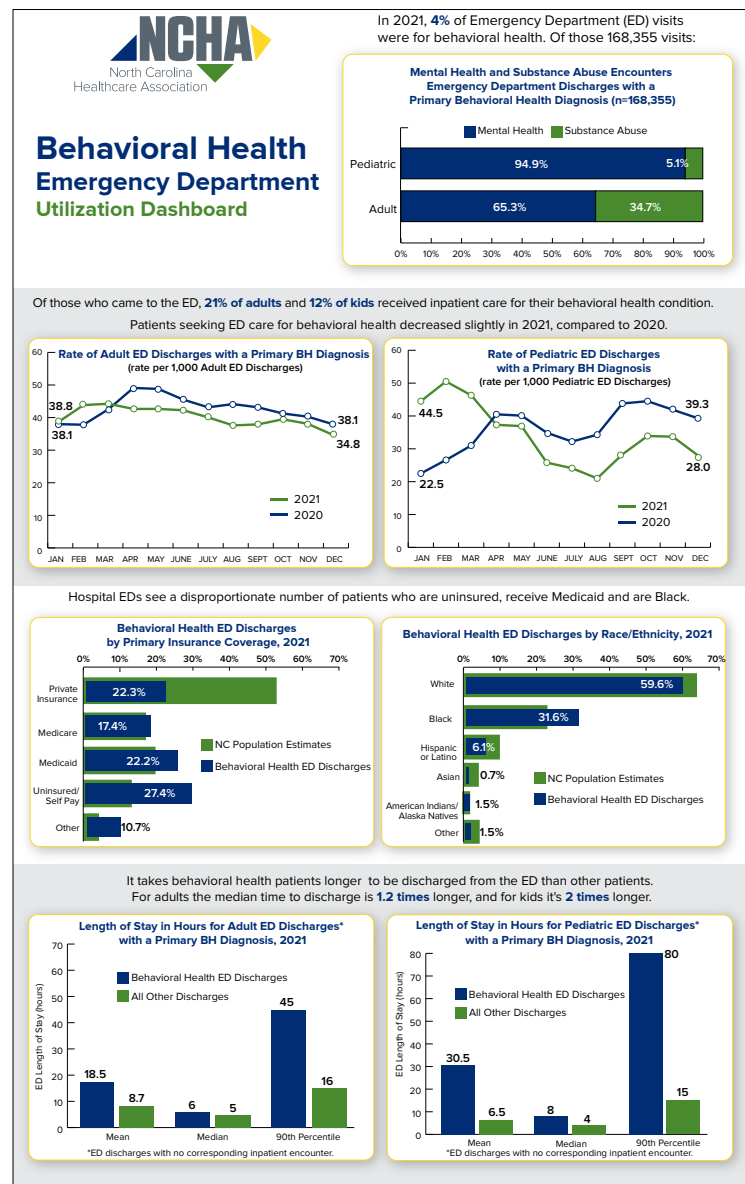 NCHA
North Carolina
Healthcare Association
Behavioral Health
Emergency Department
Utilization Dashboard
In 2021, 4% of Emergency Department (ED) visits
were for behavioral health. Of those 168,355 visits:
Mental Health and Substance Abuse Encounters
Emergency Department Discharges with a
Primary Behavioral Health Diagnosis (n=168,355)
Mental Health Substance Abuse
Pediatric 94.9% 5.1%
Adult 65.3% 34.7%
0% 10% 20% 30% 40% 50% 60% 70% 80% 90% 100%
Of those who came to the ED, 21% of adults and 12% of kids received inpatient care for their behavioral health condition.
Patients seeking ED care for behavioral health decreased slightly in 2021, compared to 2020.
Rate of Adult ED Discharges with a Primary BH Diagnosis
(rate per 1,000 Adult ED Discharges)
60
50
40
30
20
10
0
38.8
38.1
38.1
34.8
2021
2020
JAN FEB MAR APR MAY JUNE JULY AUG SEPT OCT NOV DEC
Rate of Pediatric ED Discharges
with a Primary BH Diagnosis
(rate per 1,000 Pediatric ED Discharges)
60
50
40
30
20
10
0
44.5
22.5
39.3
28.0
2021
2020
JAN FEB MAR APR MAY JUNE JULY AUG SEPT OCT NOV DEC
Hospital EDs see a disproportionate number of patients who are uninsured, receive Medicaid and are Black.
Behavioral Health ED Discharges
by Primary Insurance Coverage, 2021
0% 10% 20% 30% 40% 50% 60% 70%
Private
Insurance
22.3%
Medicare 17.4%
Medicaid 22.2%
Uninsured/
Self Pay
27.4%
Other 10.7%
NC Population Estimates
Behavioral Health ED Discharges
Behavioral Health ED Discharges by Race/Ethnicity, 2021
0% 10% 20% 30% 40% 50% 60% 70%
White 59.6%
Black 31.6%
Hispanic
or Latino
6.1%
Asian 0.7%
American Indians/
Alaska Natives
1.5%
Other 1.5%
NC Population Estimates
Behavioral Health ED Discharges
It takes behavioral health patients longer to be discharged from the ED than other patients.
For adults the median time to discharge is 1.2 times longer, and for kids it's 2 times longer.
Length of Stay in Hours for Adult ED Discharges*
with a Primary BH Diagnosis, 2021
ED Length of Stay (hours)
70
60
50
40
30
20
10
0
Behavioral Health ED Discharges
All Other Discharges
18.5 8.7 6 5 45 16
Mean Median 90th Percentile
*ED discharges with no corresponding inpatient encounter.
Length of Stay in Hours for Pediatric ED Discharges*
with a Primary BH Diagnosis, 2021
ED Length of Stay (hours)
80
70
60
50
40
30
20
10
0
Behavioral Health ED Discharges
All Other Discharges
30.5 6.5 8 4 80 15
Mean Median 90th Percentile
*ED discharges with no corresponding inpatient encounter.